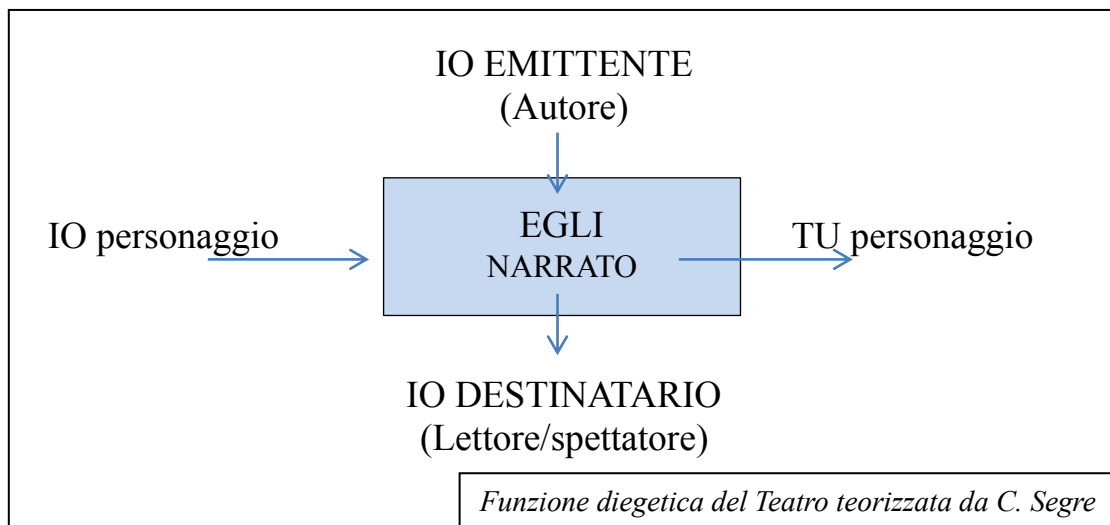 IO EMITTENTE
(Autore)
IO personaggio
EGLI
NARRATO
TU personaggio
IO DESTINATARIO
(Lettore/spettatore)
Funzione diegetica del Teatro teorizzata da C. Segre